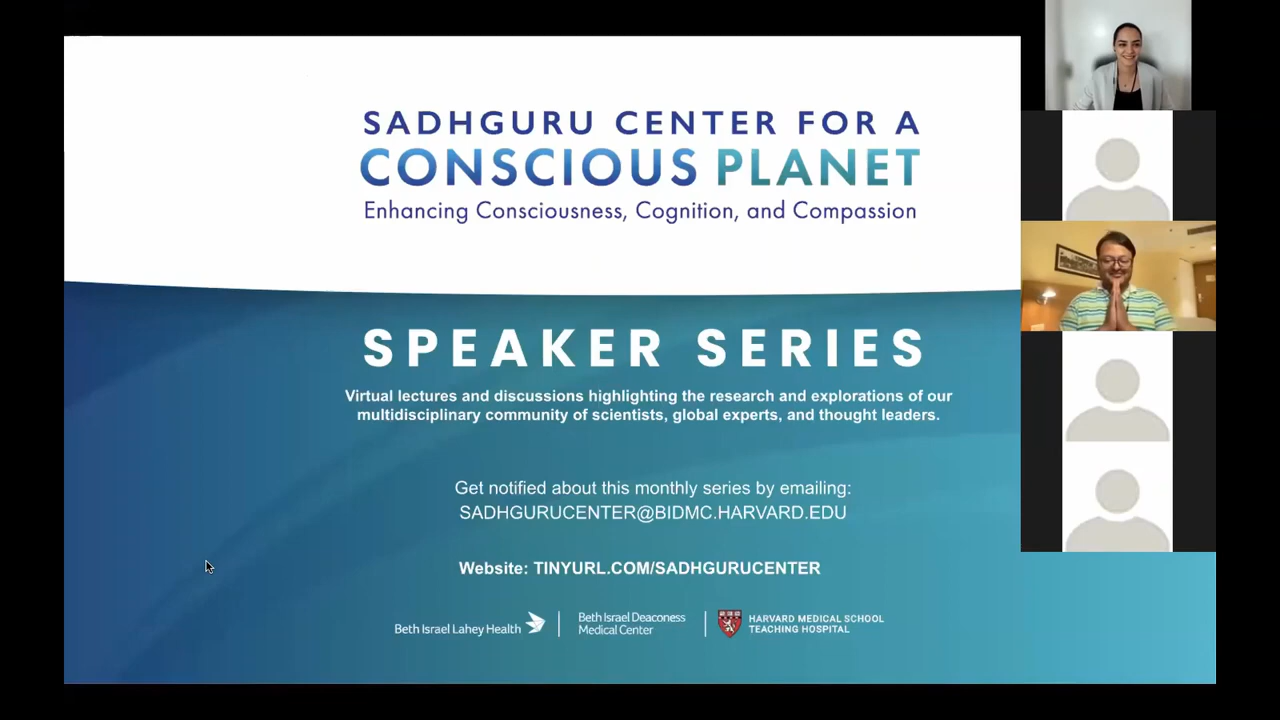 SADHGURU CENTER FOR A
CONSCIOUS PLANET
Enhancing Consciousness, Cognition, and Compassion
SPEAKER SERIES
Virtual lectures and discussions highlighting the research and explorations of our
multidisciplinary community of scientists, global experts, and thought leaders.
Get notified about this monthly series by emailing:
SADHGURUCENTER@BIDMC.HARVARD.EDU
Website: TINYURL.COM/SADHGURUCENTER
Beth Israel Lahey Health
Beth Israel Deaconess
Medical Center
HARVARD MEDICAL SCHOOL
TEACHING HOSPITAL